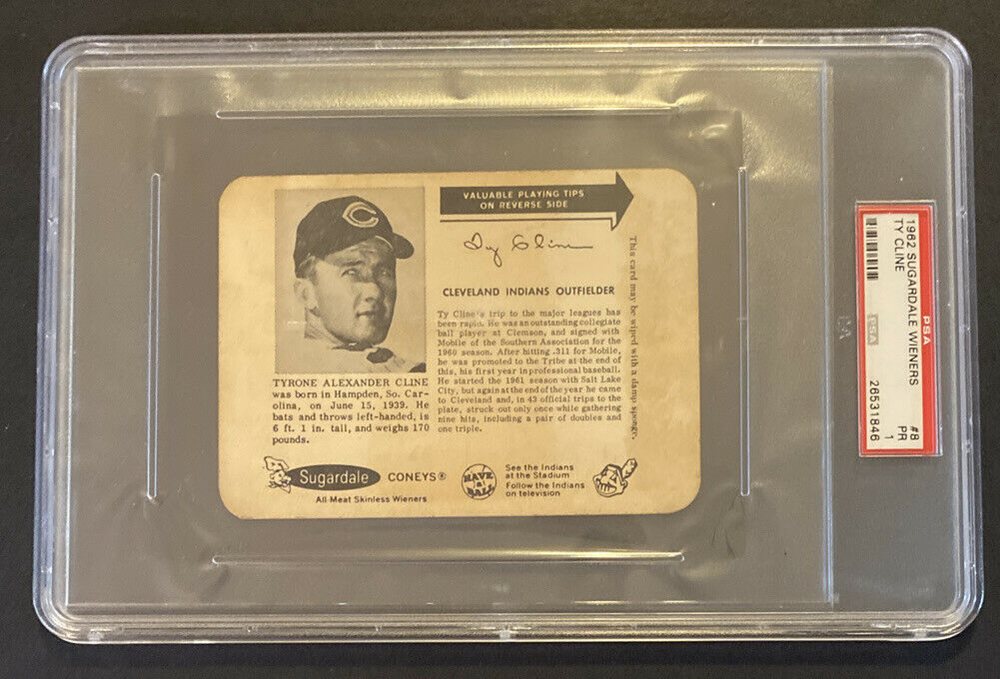 VALUABLE PLAYING TIPS
ON REVERSE SIDE
Ty Cline
CLEVELAND INDIANS OUTFIELDER
Ty Cline's trip to the major leagues has
been rapid. He was an outstanding collegiate
ball player at Clemson, and signed with
Mobile of the Southern Association for the
1960 season. After hitting .311 for Mobile,
he was promoted to the Tribe at the end of
this, his first year in professional baseball.
He started the 1961 season with Salt Lake
City, but again at the end of the year he came
to Cleveland and, in 43 official trips to the
plate, struck out only once while gathering
nine hits, including a pair of doubles and
one triple.
This card may be wiped with a damp sponge.
TYRONE ALEXANDER CLINE
was born in Hampden, So. Car-
olina, on June 15, 1939. He
bats and throws left-handed, is
6 ft. 1 in. tall, and weighs 170
pounds.
Sugardale CONEYS®
All-Meat Skinless Wieners
HAVE
A
BALL
See the Indians
at the Stadium
Follow the Indians
on television
1962 SUGARDALE WIENERS
TY CLINE
#8
PR
1
PSA
PSA
26531846